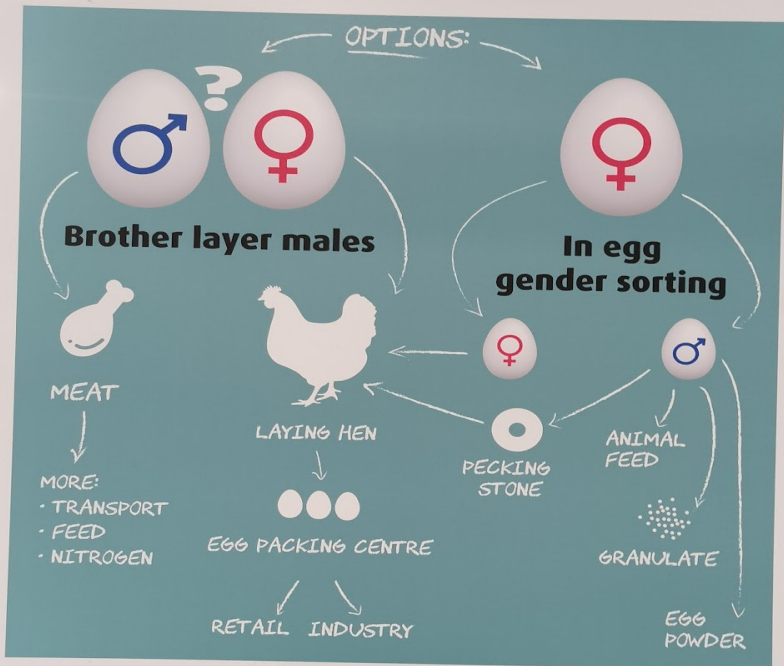 OPTIONS:
?
Brother layer males
In egg
gender sorting
MEAT
MORE:
· TRANSPORT
· FEED
· NITROGEN
LAYING HEN
EGG PACKING CENTRE
RETAIL INDUSTRY
PECKING
STONE
ANIMAL
FEED
GRANULATE
EGG
POWDER